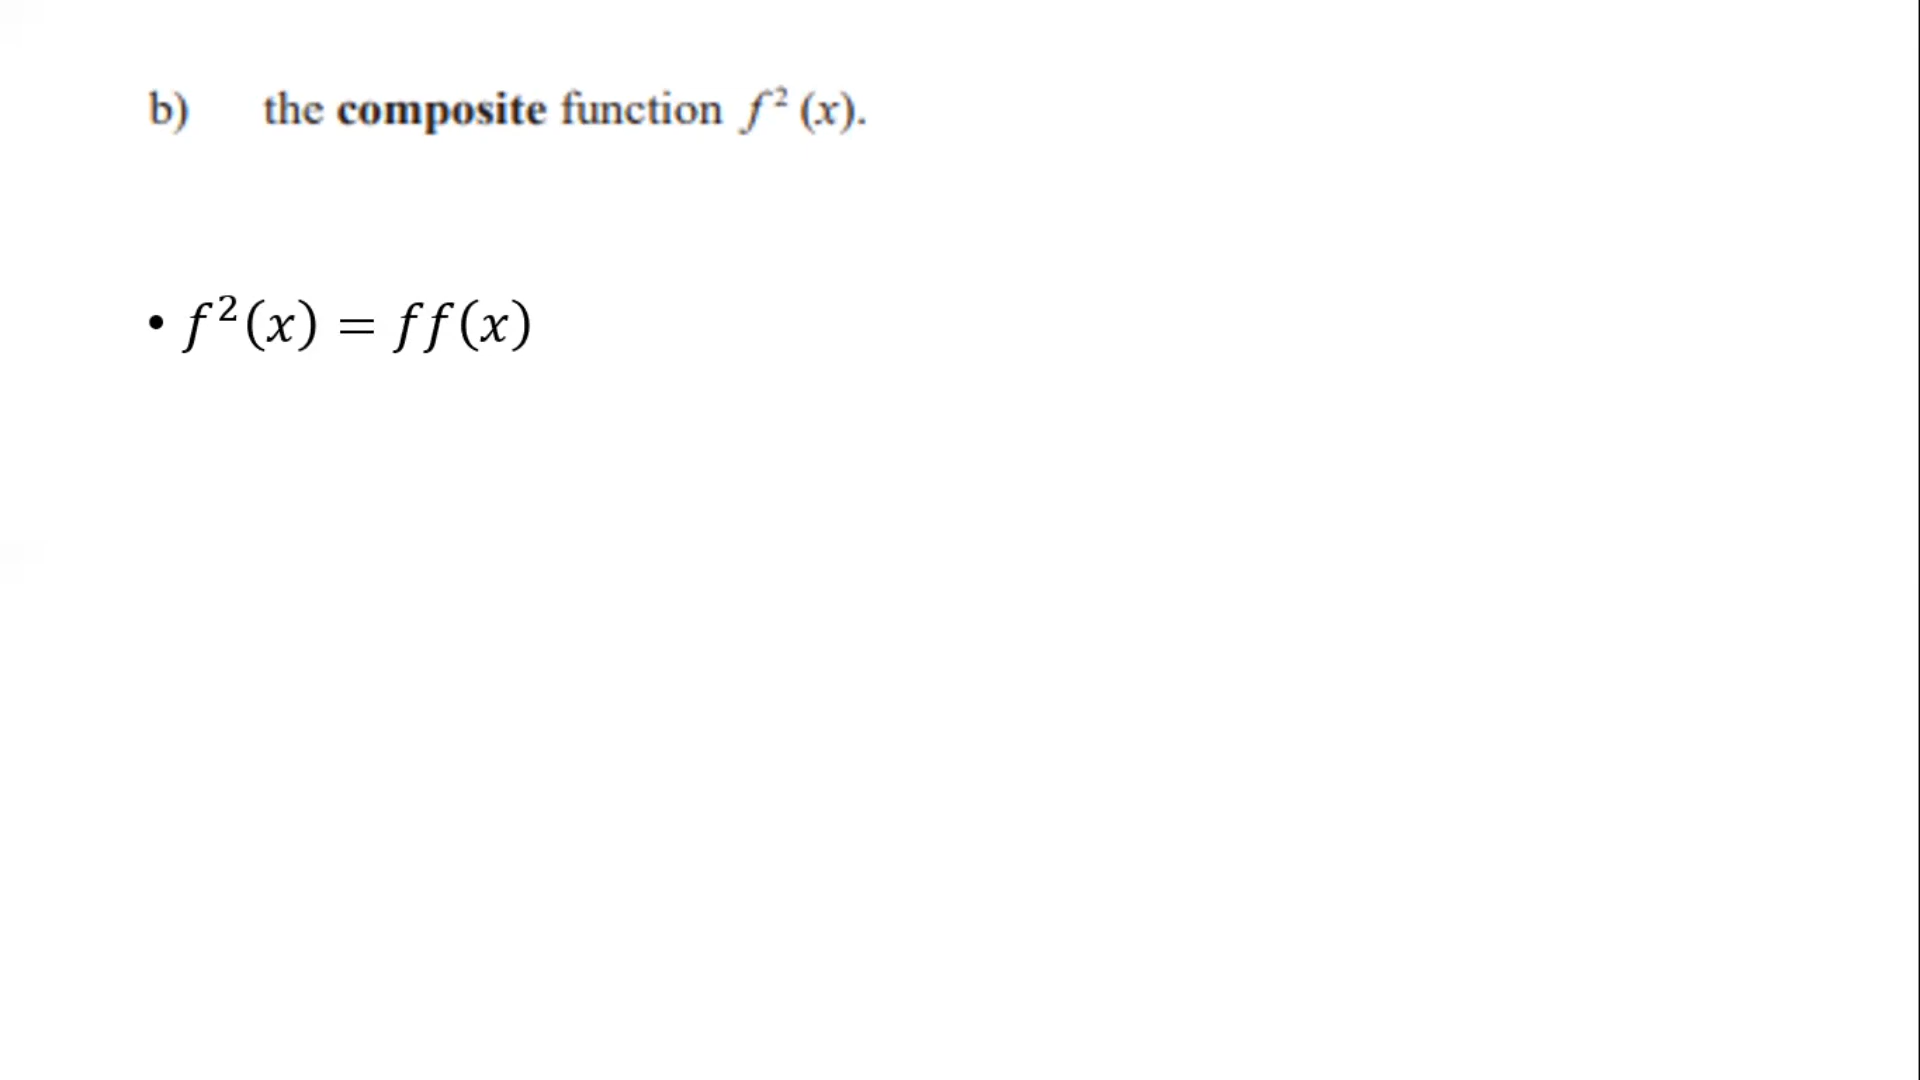 b) the composite function f² (x).
• f²(x) = ff(x)